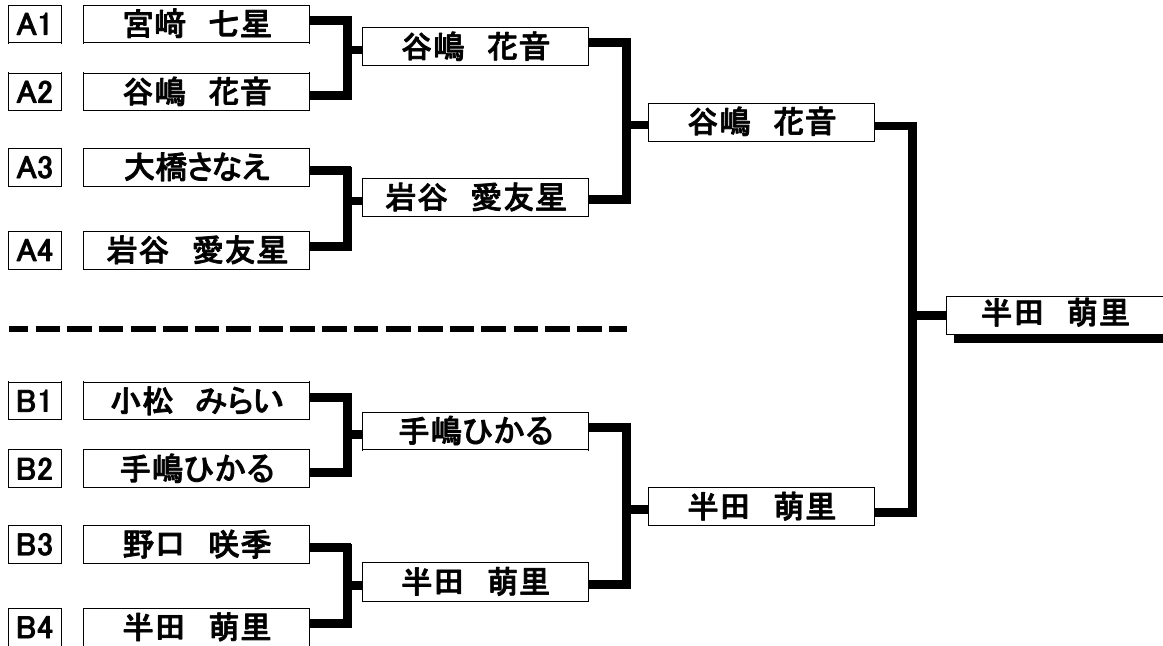 A1 宮﨑　七星
A2 谷嶋　花音
A3 大橋さなえ
A4 岩谷　愛友星
B1 小松　みらい
B2 手嶋ひかる
B3 野口　咲季
B4 半田　萌里
谷嶋　花音
岩谷　愛友星
手嶋ひかる
半田　萌里
谷嶋　花音
半田　萌里
半田　萌里